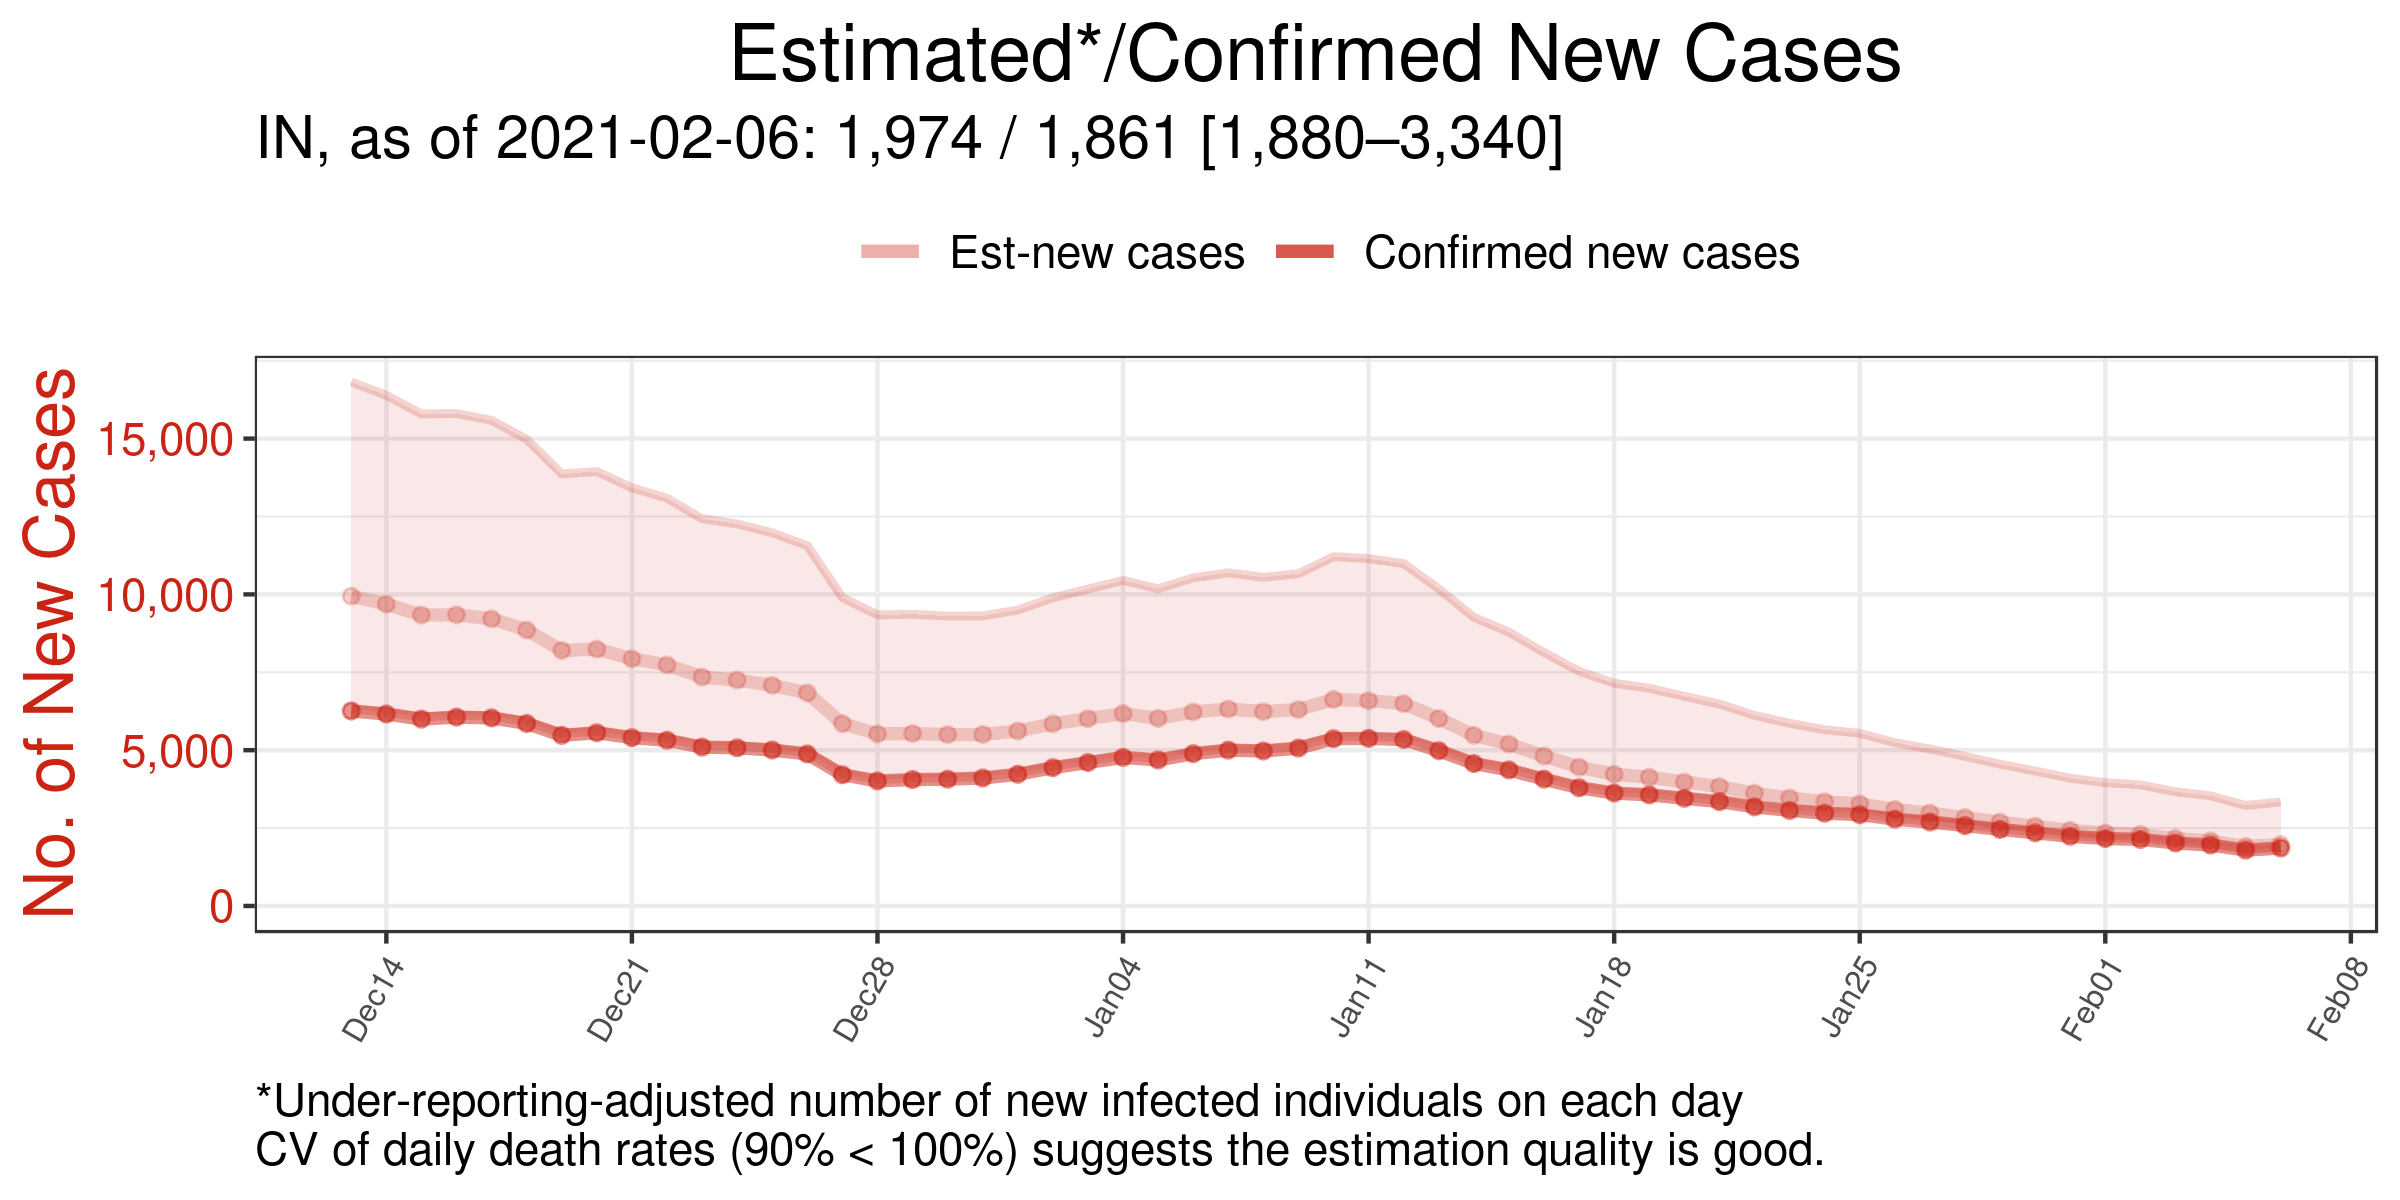 Estimated*/Confirmed New Cases
IN, as of 2021-02-06: 1,974 / 1,861 [1,880–3,340]
Est-new cases
Confirmed new cases
No. of New Cases
15,000
10,000
5,000
0
Dec14
Dec21
Dec28
Jan04
Jan11
Jan18
Jan25
Feb01
Feb08
*Under-reporting-adjusted number of new infected individuals on each day
CV of daily death rates (90% < 100%) suggests the estimation quality is good.